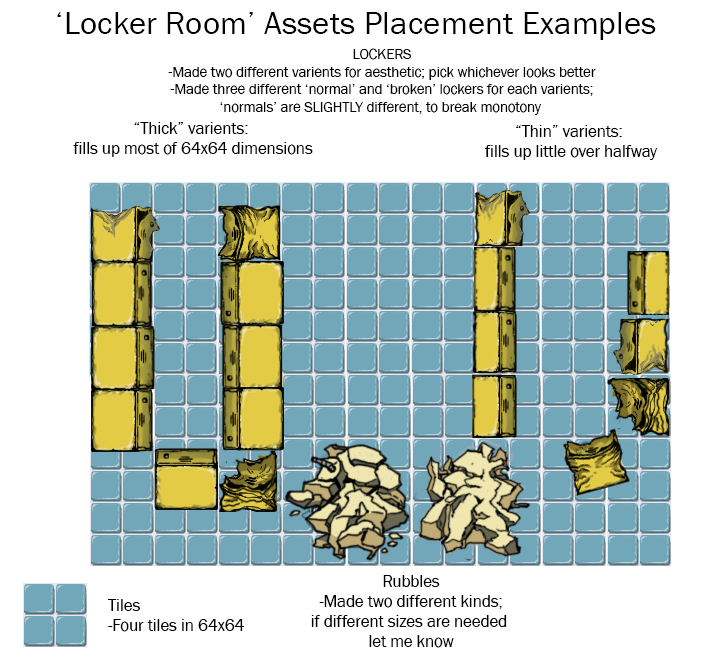 ‘Locker Room’ Assets Placement Examples
LOCKERS
-Made two different varients for aesthetic; pick whichever looks better
-Made three different ‘normal’ and ‘broken’ lockers for each varients;
‘normals’ are SLIGHTLY different, to break monotony
“Thick” varients:
fills up most of 64x64 dimensions
“Thin” varients:
fills up little over halfway
Tiles
-Four tiles in 64x64
Rubbles
-Made two different kinds;
if different sizes are needed
let me know